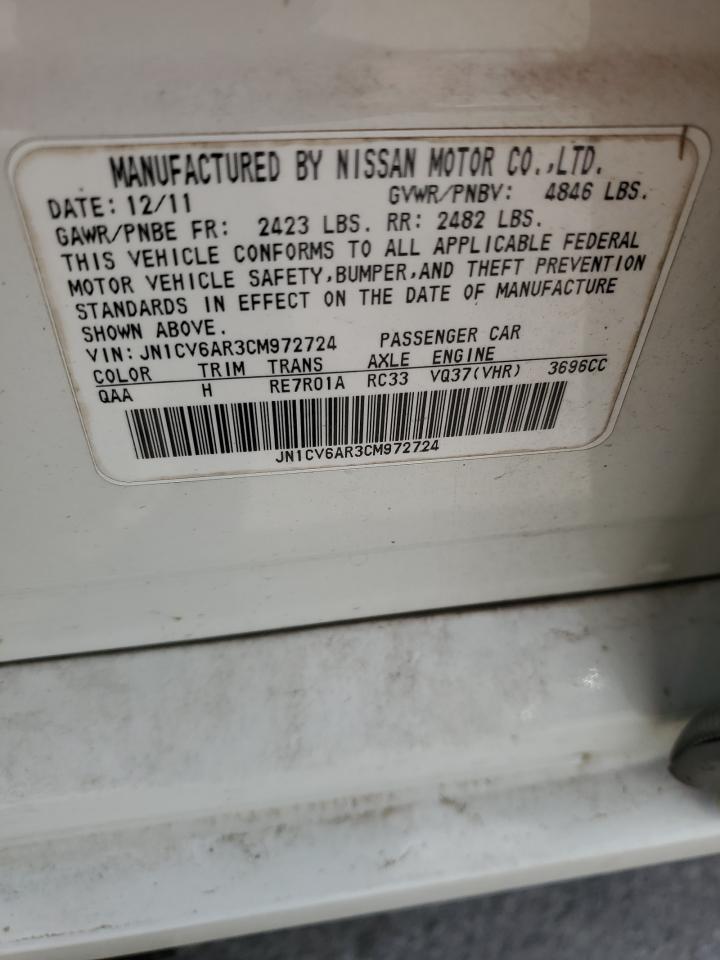 MANUFACTURED BY NISSAN MOTOR CO.,LTD.
DATE: 12/11 GVWR/PNBV: 4846 LBS.
GAWR/PNBE FR: 2423 LBS. RR: 2482 LBS.
THIS VEHICLE CONFORMS TO ALL APPLICABLE FEDERAL
MOTOR VEHICLE SAFETY,BUMPER,AND THEFT PREVENTION
STANDARDS IN EFFECT ON THE DATE OF MANUFACTURE
SHOWN ABOVE.
VIN: JN1CV6AR3CM972724 PASSENGER CAR
COLOR TRIM TRANS AXLE ENGINE
QAA H RE7R01A RC33 VQ37(VHR) 3696CC
JN1CV6AR3CM972724